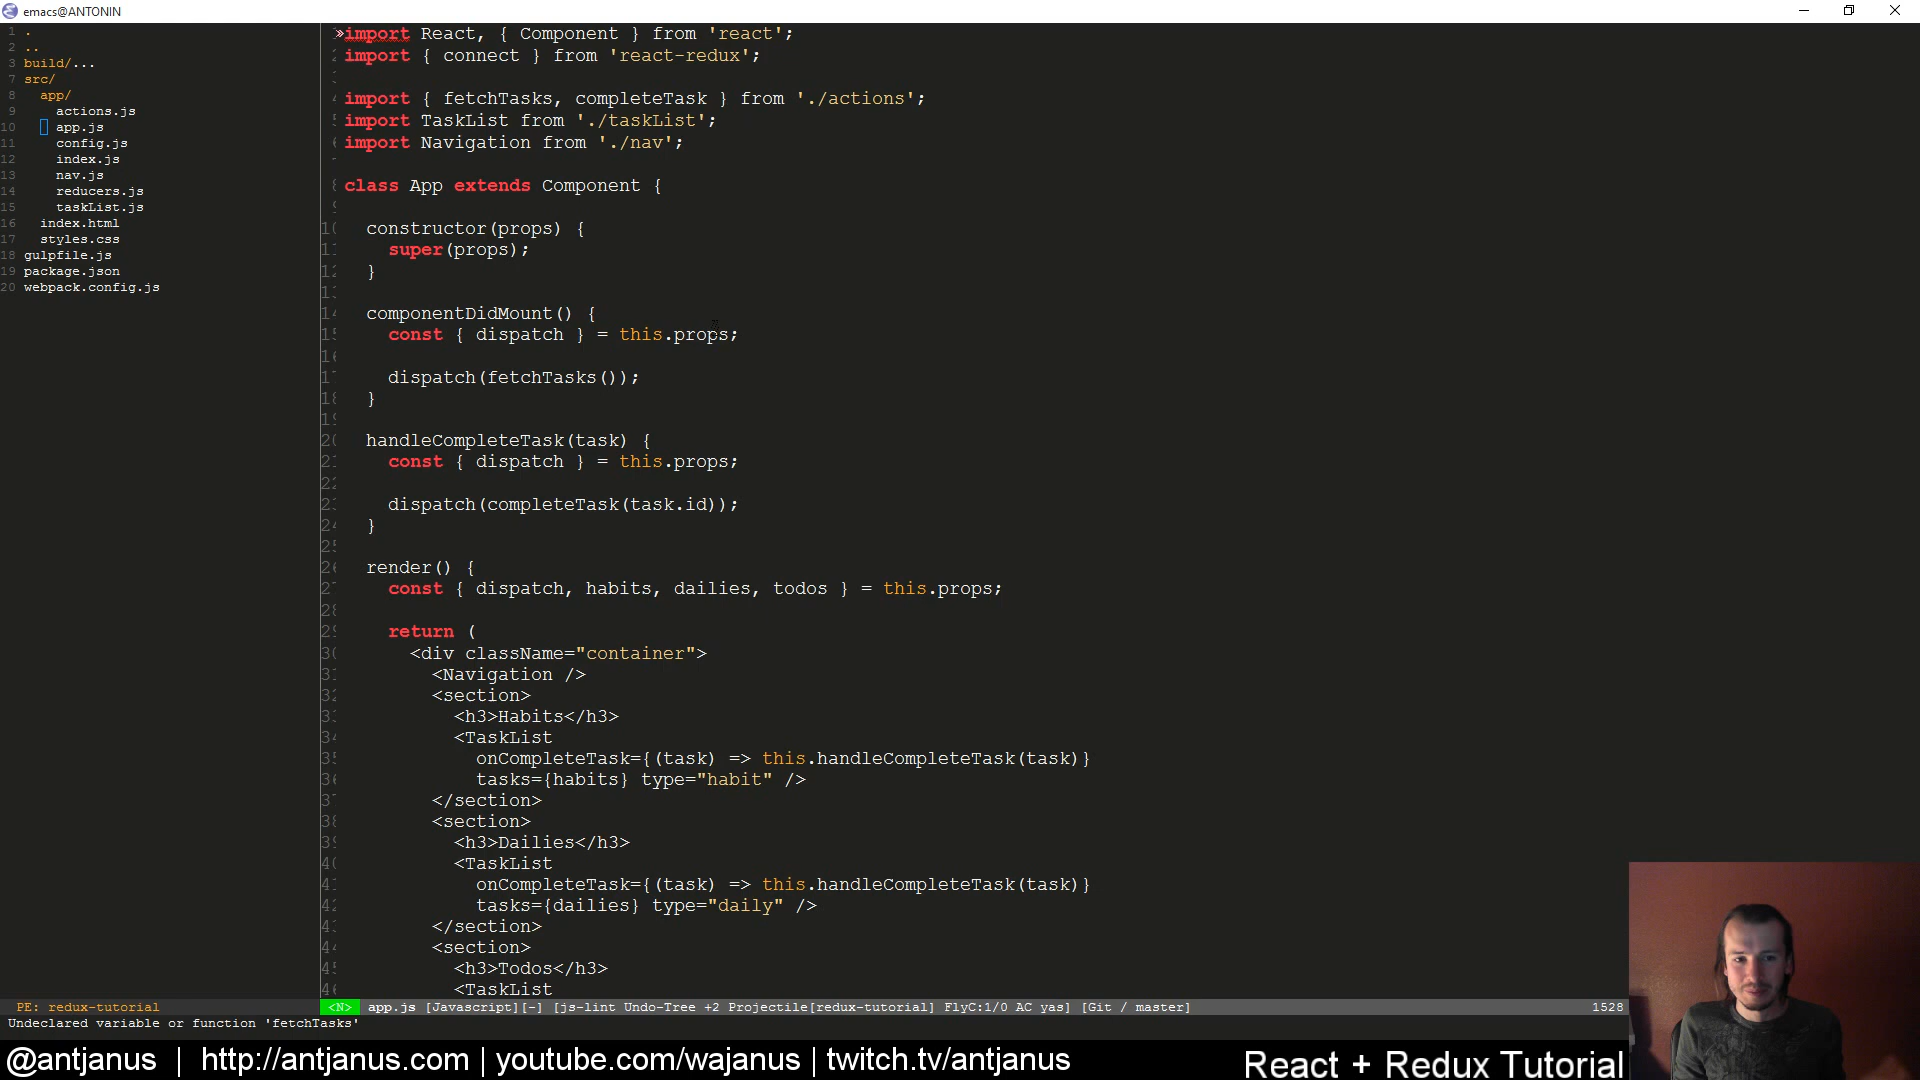 emacs@ANTONIN
1 .
2 ..
3 build/...
7 src/
8 app/
9 actions.js
10 app.js
11 config.js
12 index.js
13 nav.js
14 reducers.js
15 taskList.js
16 index.html
17 styles.css
18 gulpfile.js
19 package.json
20 webpack.config.js
»import React, { Component } from 'react';
import { connect } from 'react-redux';
import { fetchTasks, completeTask } from './actions';
import TaskList from './taskList';
import Navigation from './nav';
class App extends Component {
constructor(props) {
super(props);
}
componentDidMount() {
const { dispatch } = this.props;
dispatch(fetchTasks());
}
handleCompleteTask(task) {
const { dispatch } = this.props;
dispatch(completeTask(task.id));
}
render() {
const { dispatch, habits, dailies, todos } = this.props;
return (
<div className="container">
<Navigation />
<section>
<h3>Habits</h3>
<TaskList
onCompleteTask={(task) => this.handleCompleteTask(task)}
tasks={habits} type="habit" />
</section>
<section>
<h3>Dailies</h3>
<TaskList
onCompleteTask={(task) => this.handleCompleteTask(task)}
tasks={dailies} type="daily" />
</section>
<section>
<h3>Todos</h3>
<TaskList
PE: redux-tutorial
<N> app.js [Javascript][-] [js-lint Undo-Tree +2 Projectile[redux-tutorial] FlyC:1/0 AC yas] [Git / master] 1528
Undeclared variable or function 'fetchTasks'
@antjanus | http://antjanus.com | youtube.com/wajanus | twitch.tv/antjanus
React + Redux Tutorial